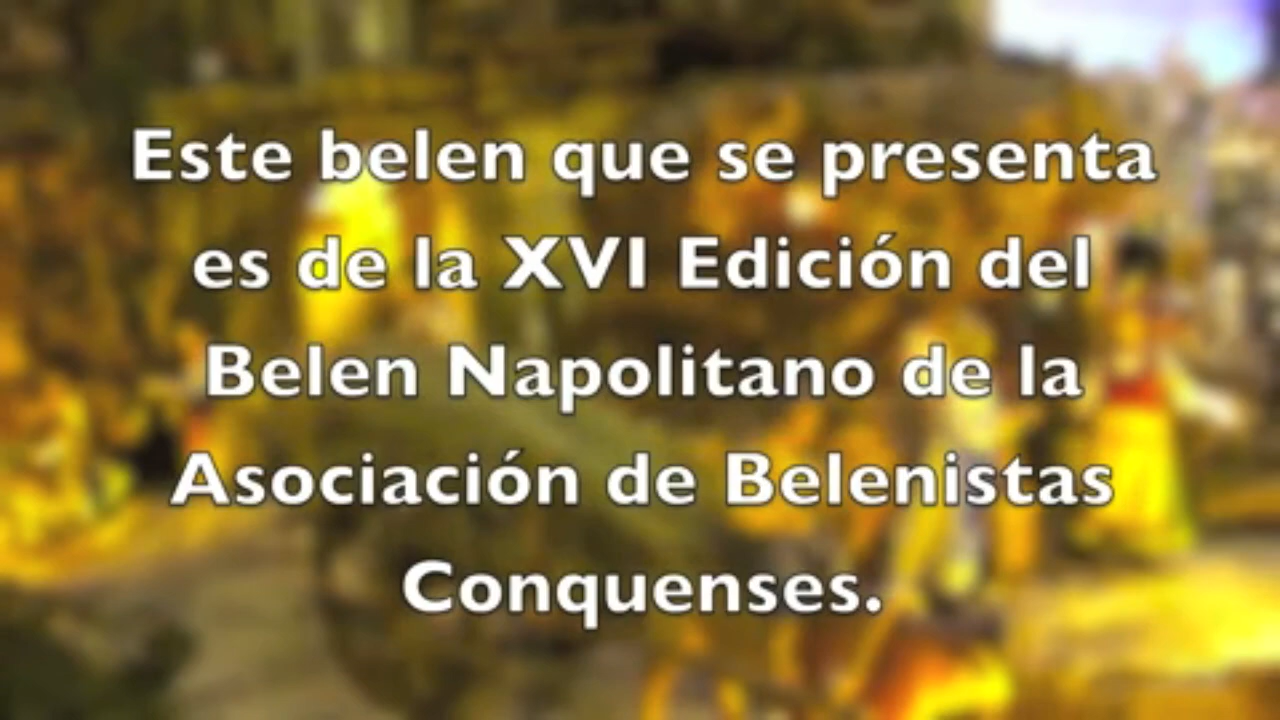 Este belen que se presenta
es de la XVI Edición del
Belen Napolitano de la
Asociación de Belenistas
Conquenses.